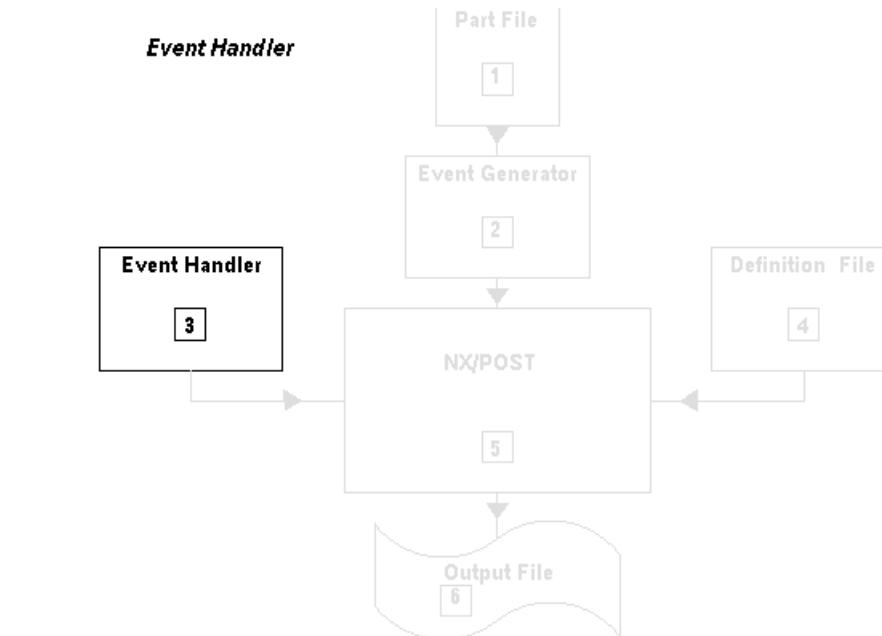 Part File
Event Handler
1
Event Generator
2
Event Handler
Definition File
3
4
NX/POST
5
Output File
6